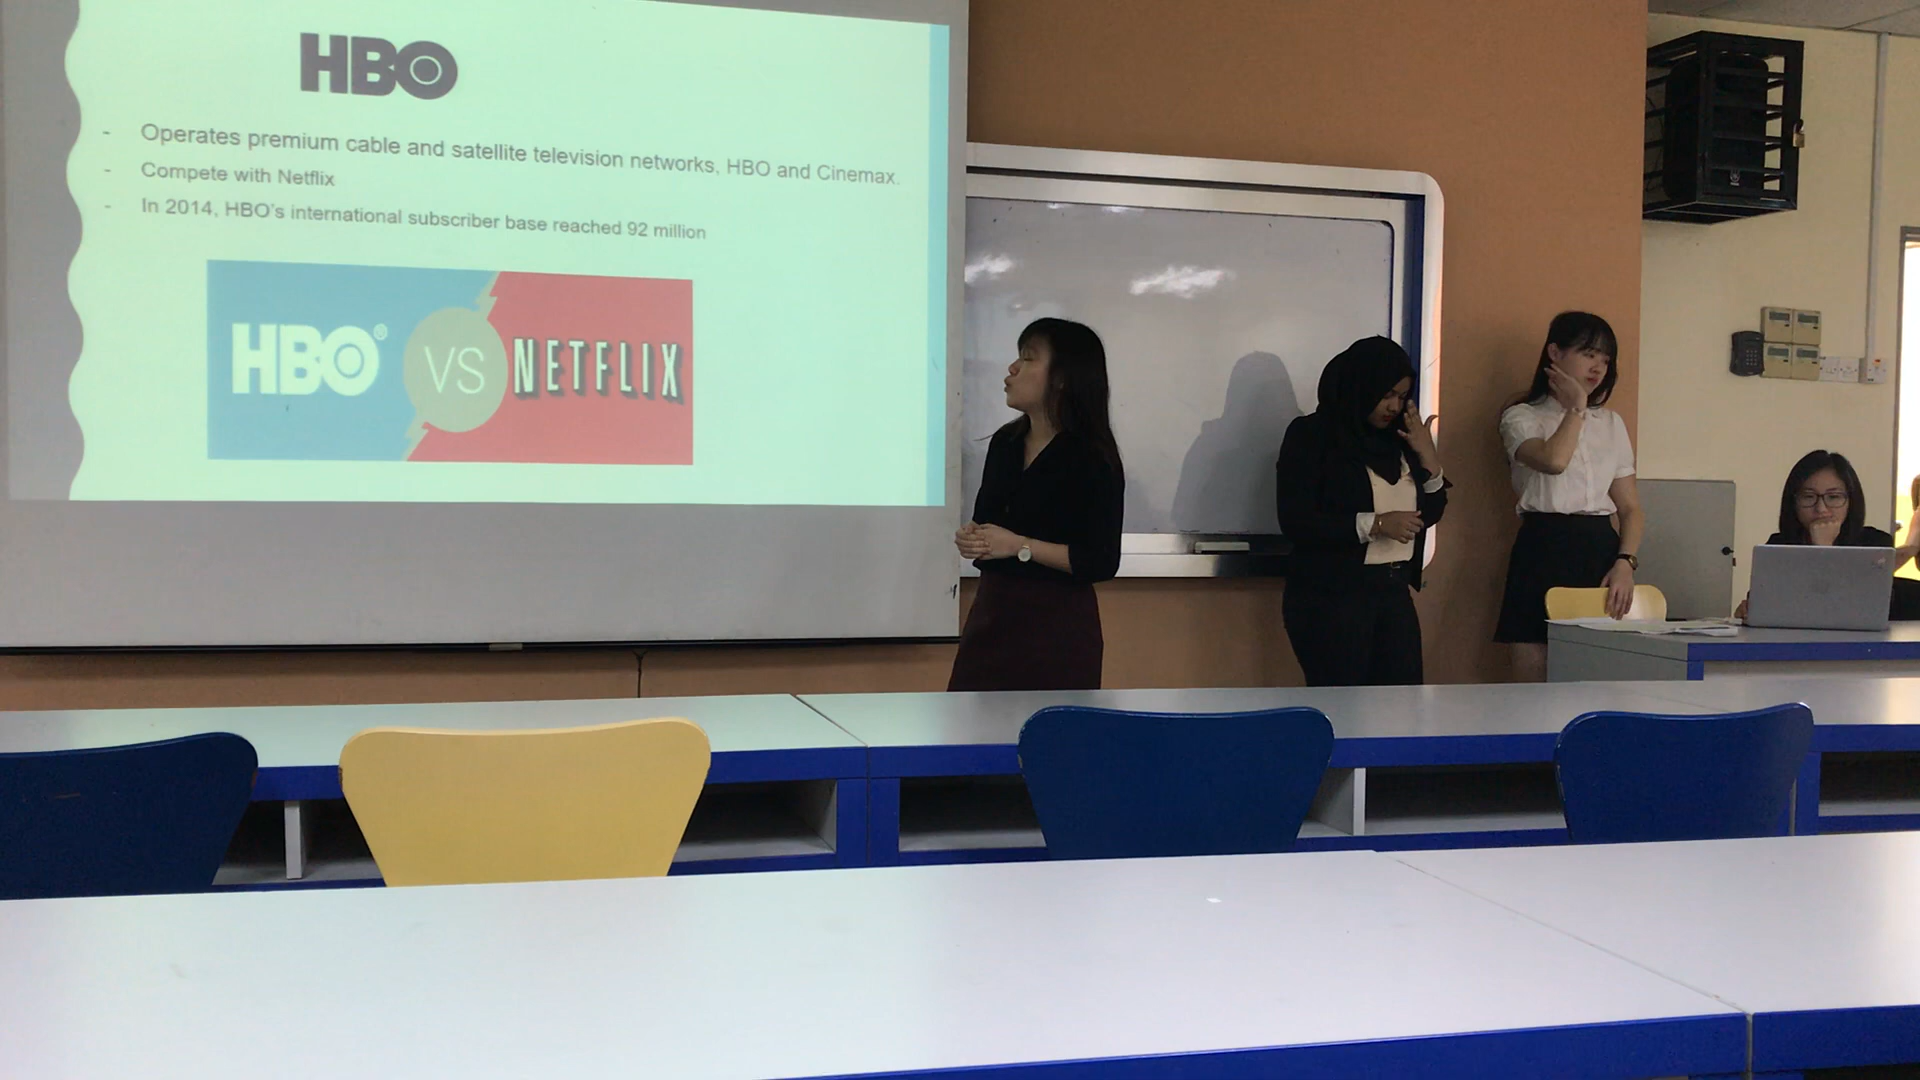 HBO
- Operates premium cable and satellite television networks, HBO and Cinemax.
- Compete with Netflix
- In 2014, HBO's international subscriber base reached 92 million
HBO® VS NETFLIX